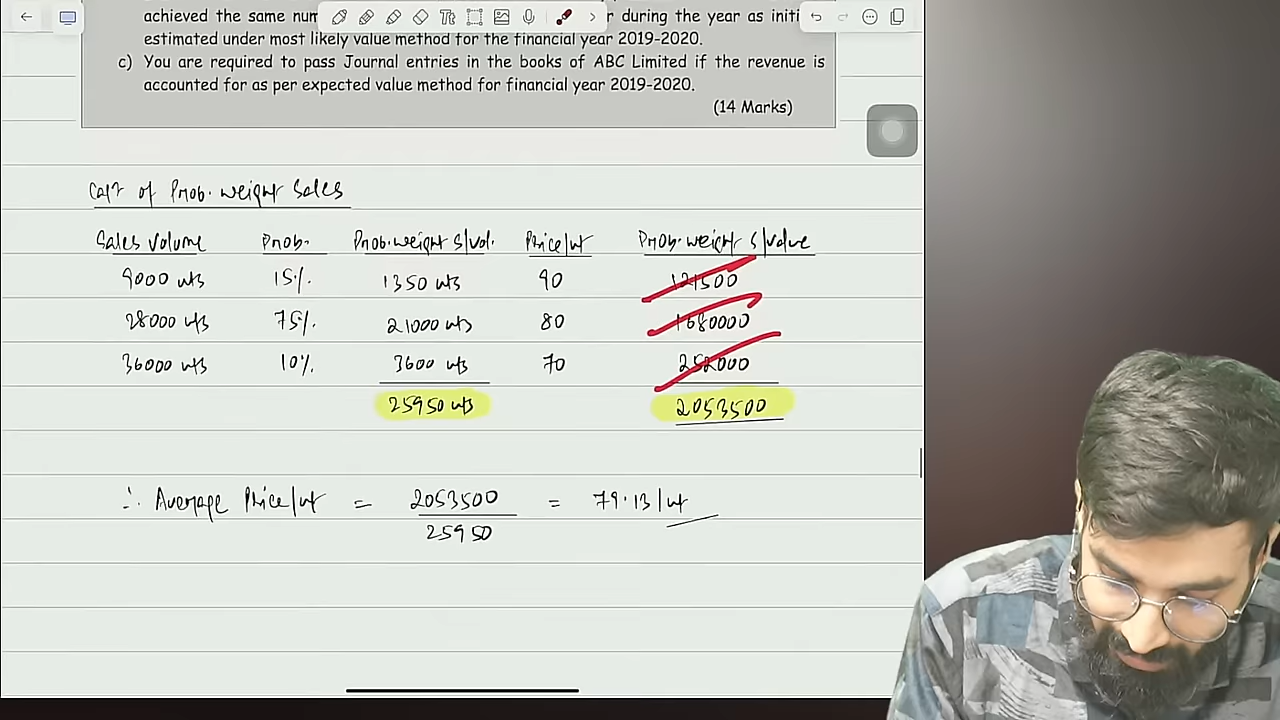 achieved the same num r during the year as initi
estimated under most likely value method for the financial year 2019-2020.
c) You are required to pass Journal entries in the books of ABC Limited if the revenue is
accounted for as per expected value method for financial year 2019-2020.
(14 Marks)
Calⁿ of Prob. weight Sales
Sales Volume Prob. Prob. weight S/vol. Price/ut Prob. weight S/value
9000 uts 15%. 1350 uts 90 121500
28000 uts 75%. 21000 uts 80 1680000
36000 uts 10%. 3600 uts 70 252000
25950 uts 2053500
∴ Average Price/ut = 2053500 = 79.13/ut
25950